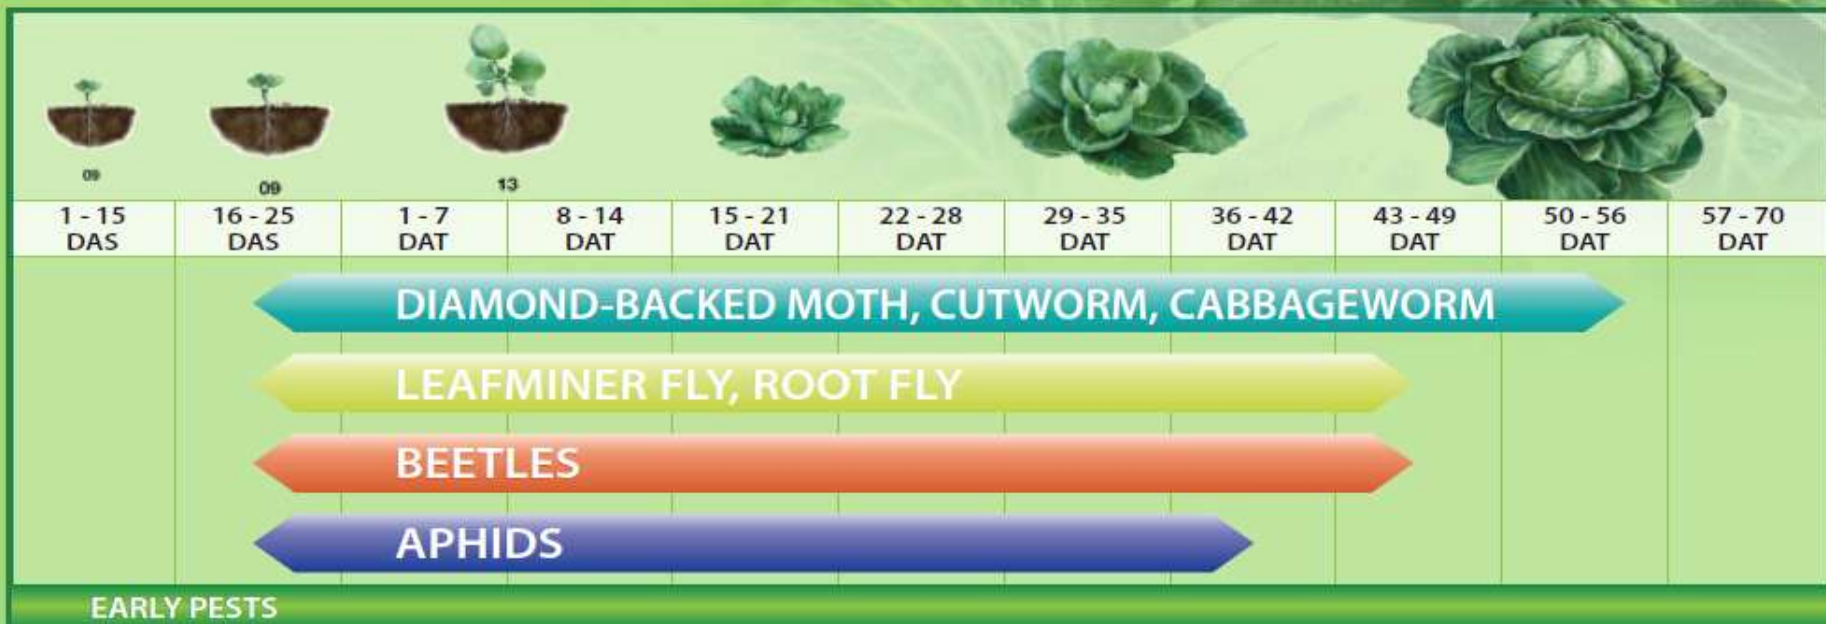 09
09
13
1 - 15 DAS
16 - 25 DAS
1 - 7 DAT
8 - 14 DAT
15 - 21 DAT
22 - 28 DAT
29 - 35 DAT
36 - 42 DAT
43 - 49 DAT
50 - 56 DAT
57 - 70 DAT
DIAMOND-BACKED MOTH, CUTWORM, CABBAGEWORM
LEAFMINER FLY, ROOT FLY
BEETLES
APHIDS
EARLY PESTS